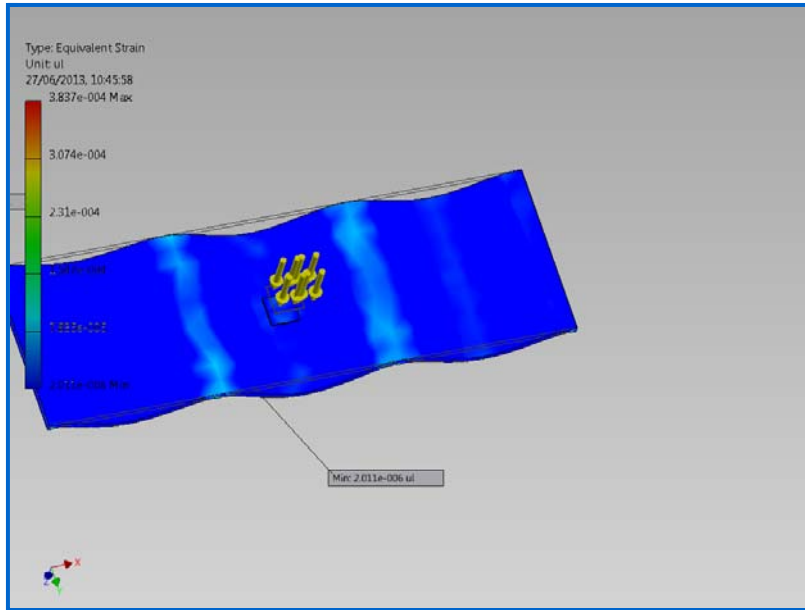 Type: Equivalent Strain
Unit: ul
27/06/2013, 10:45:58
3.837e-004 Max
3.074e-004
2.31e-004
Min: 2.011e-006 ul
X
Z
Y